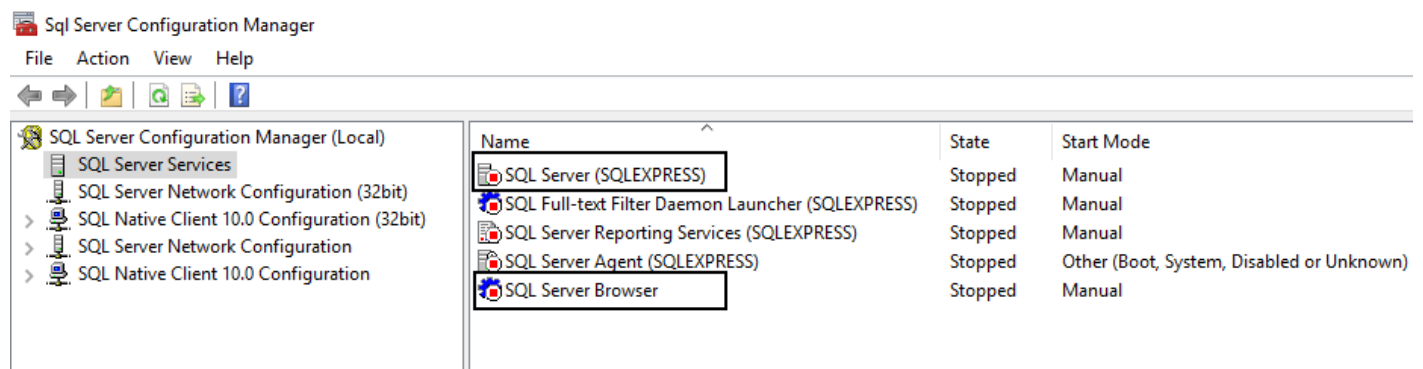 Sql Server Configuration Manager
File Action View Help
SQL Server Configuration Manager (Local)
SQL Server Services
SQL Server Network Configuration (32bit)
SQL Native Client 10.0 Configuration (32bit)
SQL Server Network Configuration
SQL Native Client 10.0 Configuration
Name State Start Mode
SQL Server (SQLEXPRESS) Stopped Manual
SQL Full-text Filter Daemon Launcher (SQLEXPRESS) Stopped Manual
SQL Server Reporting Services (SQLEXPRESS) Stopped Manual
SQL Server Agent (SQLEXPRESS) Stopped Other (Boot, System, Disabled or Unknown)
SQL Server Browser Stopped Manual